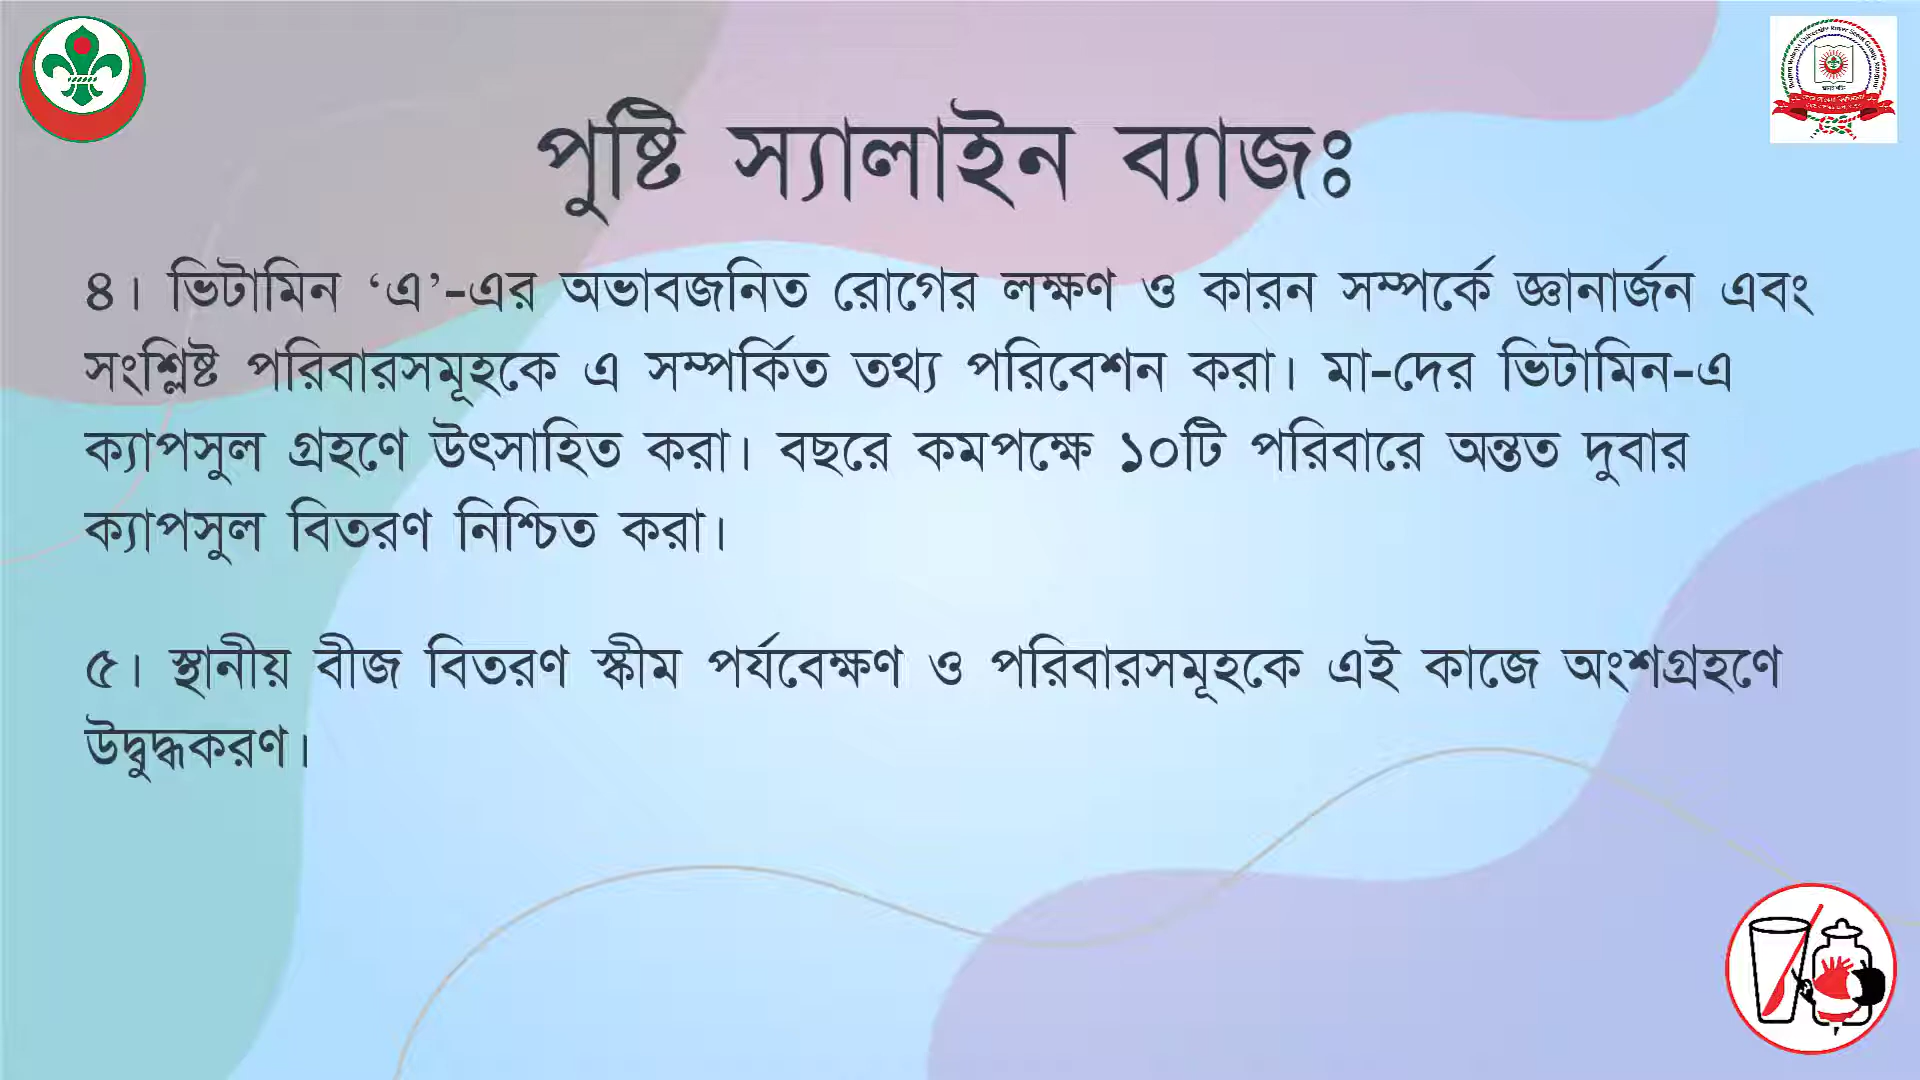 পুষ্টি স্যালাইন ব্যাজঃ
৪। ভিটামিন ‘এ’-এর অভাবজনিত রোগের লক্ষণ ও কারন সম্পর্কে জ্ঞানার্জন এবং
সংশ্লিষ্ট পরিবারসমূহকে এ সম্পর্কিত তথ্য পরিবেশন করা। মা-দের ভিটামিন-এ
ক্যাপসুল গ্রহণে উৎসাহিত করা। বছরে কমপক্ষে ১০টি পরিবারে অন্তত দুবার
ক্যাপসুল বিতরণ নিশ্চিত করা।
৫। স্থানীয় বীজ বিতরণ স্কীম পর্যবেক্ষণ ও পরিবারসমূহকে এই কাজে অংশগ্রহণে
উদ্বুদ্ধকরণ।